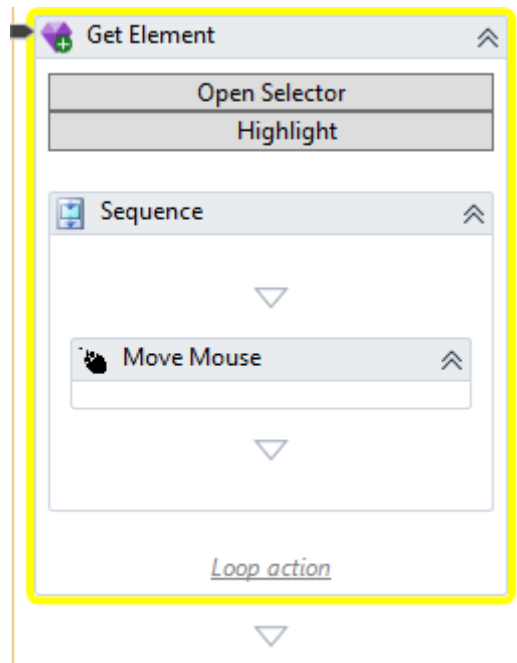 Get Element
Open Selector
Highlight
Sequence
Move Mouse
Loop action